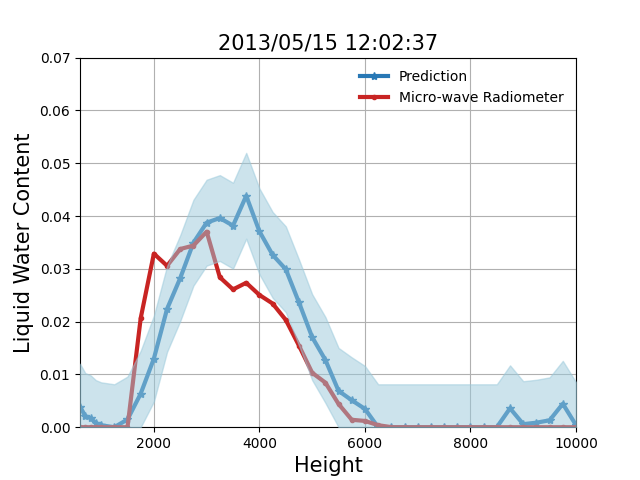 2013/05/15 12:02:37
Prediction
Micro-wave Radiometer
Liquid Water Content
0.07
0.06
0.05
0.04
0.03
0.02
0.01
0.00
2000 4000 6000 8000 10000
Height